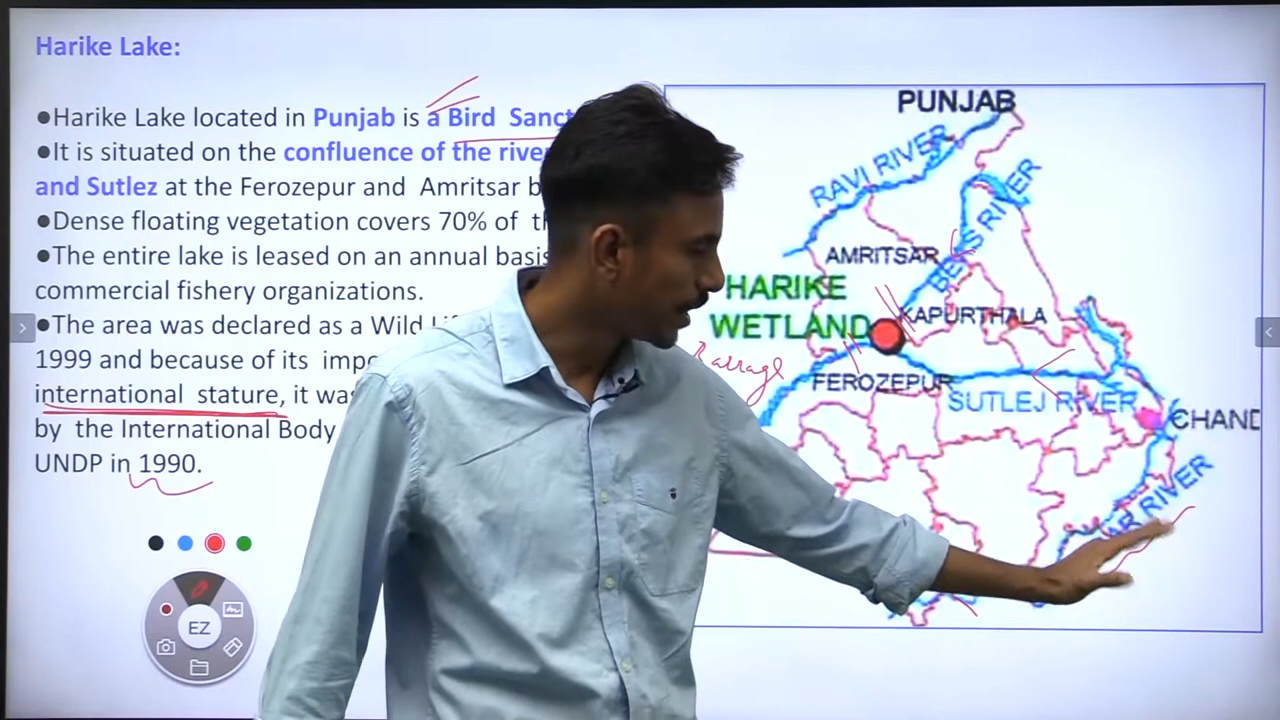 Harike Lake:
●Harike Lake located in Punjab is a Bird Sanct
●It is situated on the confluence of the rive
and Sutlez at the Ferozepur and Amritsar b
●Dense floating vegetation covers 70% of t
●The entire lake is leased on an annual basis
commercial fishery organizations.
●The area was declared as a Wild Li
1999 and because of its impo
international stature, it was
by the International Body
UNDP in 1990.
EZ
PUNJAB
RAVI RIVER
BEAS RIVER
AMRITSAR
HARIKE
WETLAND
KAPURTHALA
Barrage
FEROZEPUR
SUTLEJ RIVER
CHAND
RIVER